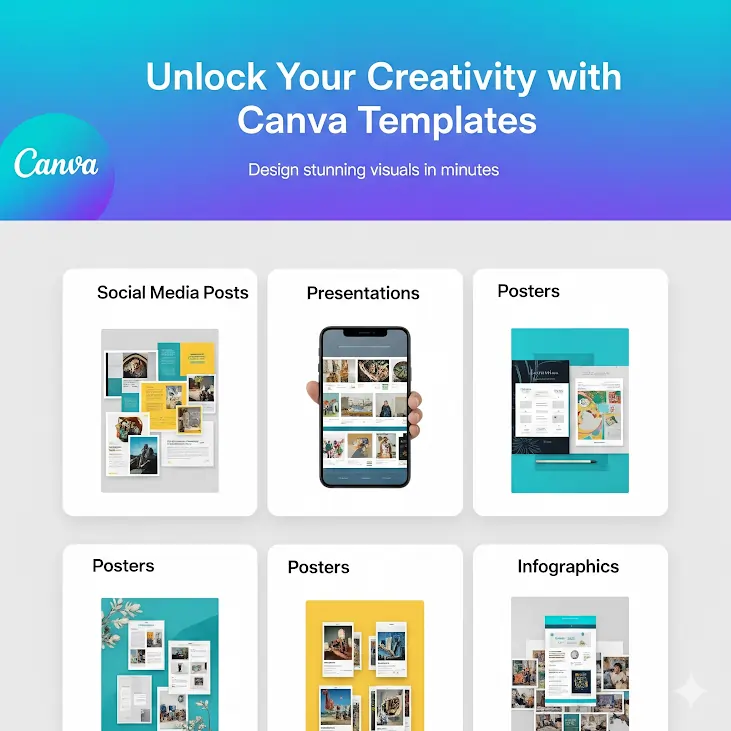 Unlock Your Creativity with
Canva Templates
Canva
Design stunning visuals in minutes
Social Media Posts
Presentations
Posters
Posters
Posters
Infographics